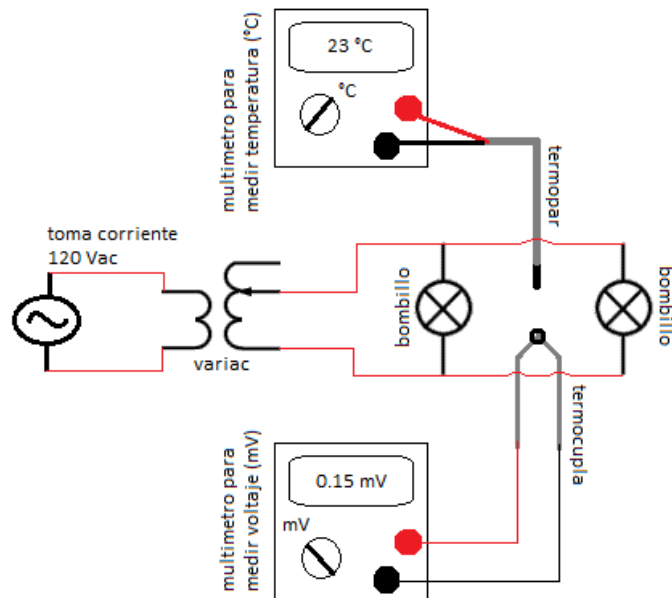 multimetro para
medir temperatura (°C)
23 °C
°C
termopar
toma corriente
120 Vac
variac
bombillo
bombillo
termocupla
multimetro para
medir voltaje (mV)
0.15 mV
mV